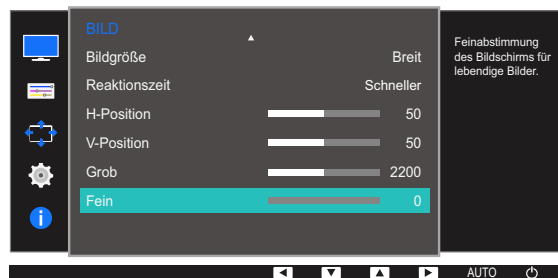 BILD
Bildgröße Breit
Reaktionszeit Schneller
H-Position 50
V-Position 50
Grob 2200
Fein 0
Feinabstimmung
des Bildschirms für
lebendige Bilder.
AUTO